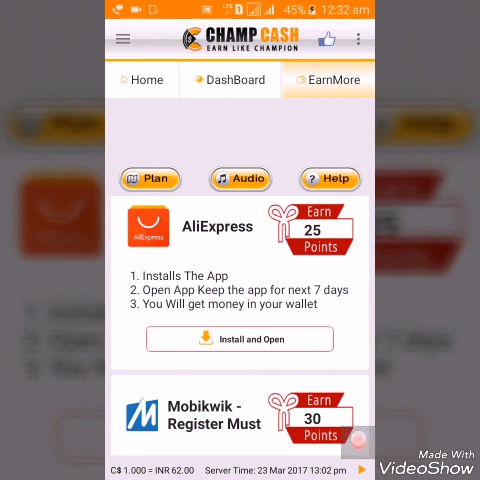 LTE
1
45%
12:32 am
CHAMP CASH
EARN LIKE CHAMPION
Home
DashBoard
EarnMore
Plan
Audio
Help
AliExpress
AliExpress
Earn
25
Points
1. Installs The App
2. Open App Keep the app for next 7 days
3. You Will get money in your wallet
Install and Open
Mobikwik -
Register Must
Earn
30
Points
C$ 1.000 = INR 62.00
Server Time: 23 Mar 2017 13:02 pm
Made With
VideoShow